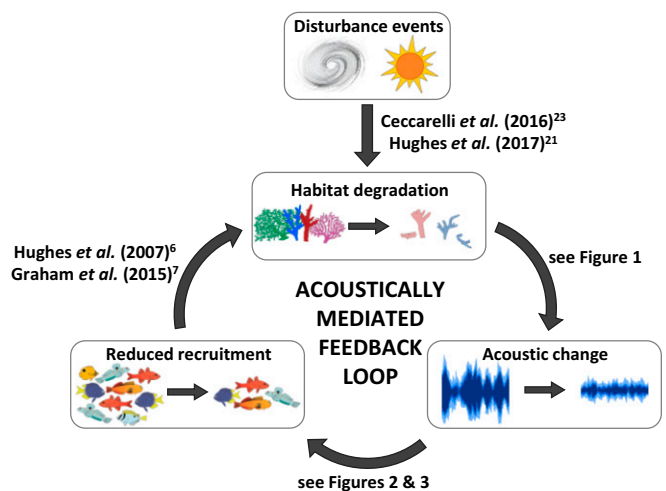 Disturbance events
Ceccarelli et al. (2016)23
Hughes et al. (2017)21
Habitat degradation
Hughes et al. (2007)6
Graham et al. (2015)7
see Figure 1
ACOUSTICALLY
MEDIATED
FEEDBACK
LOOP
Reduced recruitment
Acoustic change
see Figures 2 & 3